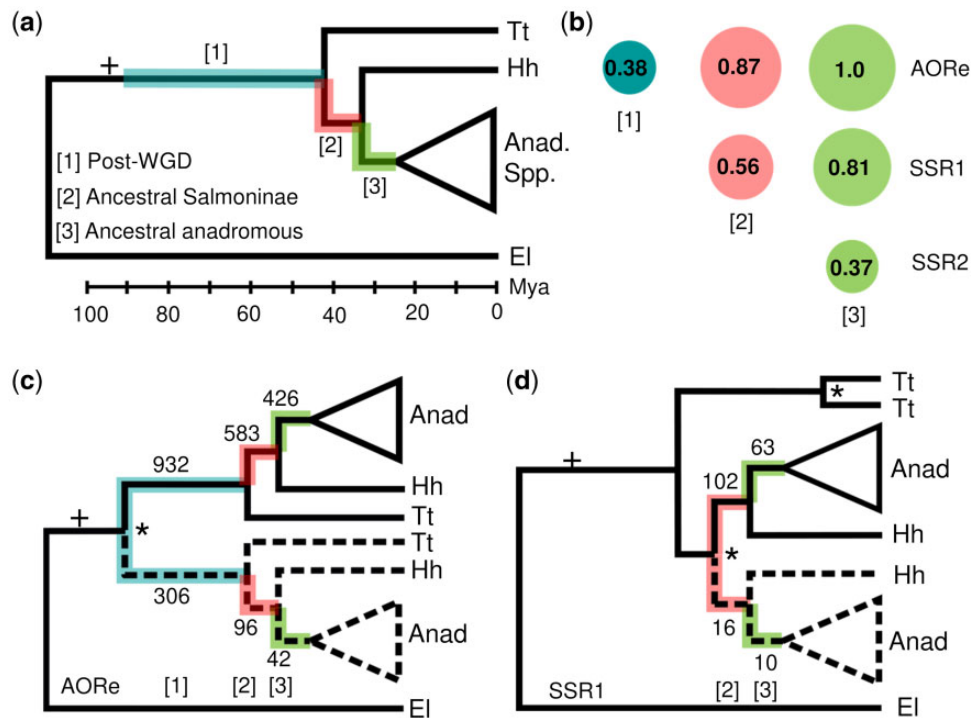 (a)
+
[1]
Tt
Hh
[2]
[3]
Anad.
Spp.
[1] Post-WGD
[2] Ancestral Salmoninae
[3] Ancestral anadromous
El
Mya
100 80 60 40 20 0
(b)
0.38 0.87 1.0 AORe
[1]
0.56 0.81 SSR1
[2]
0.37 SSR2
[3]
(c)
426
Anad
583
932
Hh
+
*
Tt
Tt
Hh
306
96
Anad
42
AORe [1] [2] [3]
El
(d)
Tt
*
Tt
63
+
102
Anad
Hh
*
Hh
16
Anad
10
SSR1 [2] [3]
El